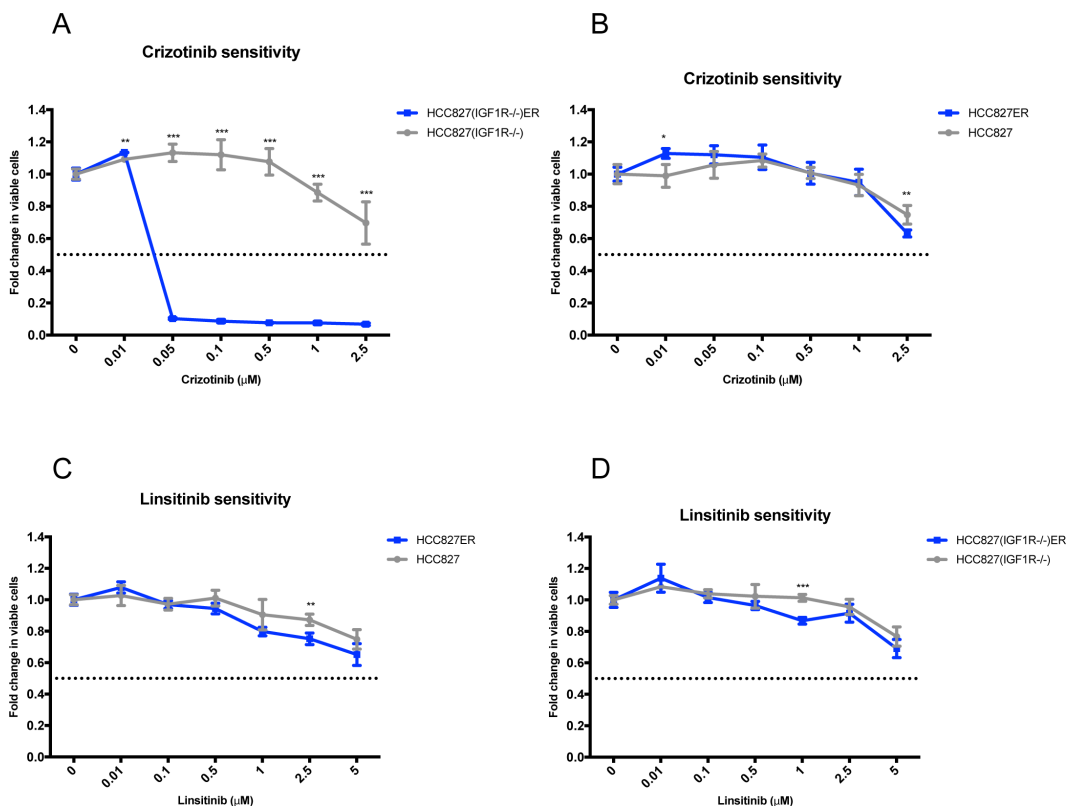 A
Crizotinib sensitivity
HCC827(IGF1R-/-)ER
HCC827(IGF1R-/-)
Fold change in viable cells
1.4
1.2
1.0
0.8
0.6
0.4
0.2
0.0
** *** *** *** *** ***
0 0.01 0.05 0.1 0.5 1 2.5
Crizotinib (μM)
B
Crizotinib sensitivity
HCC827ER
HCC827
Fold change in viable cells
1.4
1.2
1.0
0.8
0.6
0.4
0.2
0.0
* **
0 0.01 0.05 0.1 0.5 1 2.5
Crizotinib (μM)
C
Linsitinib sensitivity
HCC827ER
HCC827
Fold change in viable cells
1.4
1.2
1.0
0.8
0.6
0.4
0.2
0.0
**
0 0.01 0.1 0.5 1 2.5 5
Linsitinib (μM)
D
Linsitinib sensitivity
HCC827(IGF1R-/-)ER
HCC827(IGF1R-/-)
Fold change in viable cells
1.4
1.2
1.0
0.8
0.6
0.4
0.2
0.0
***
0 0.01 0.1 0.5 1 2.5 5
Linsitinib (μM)